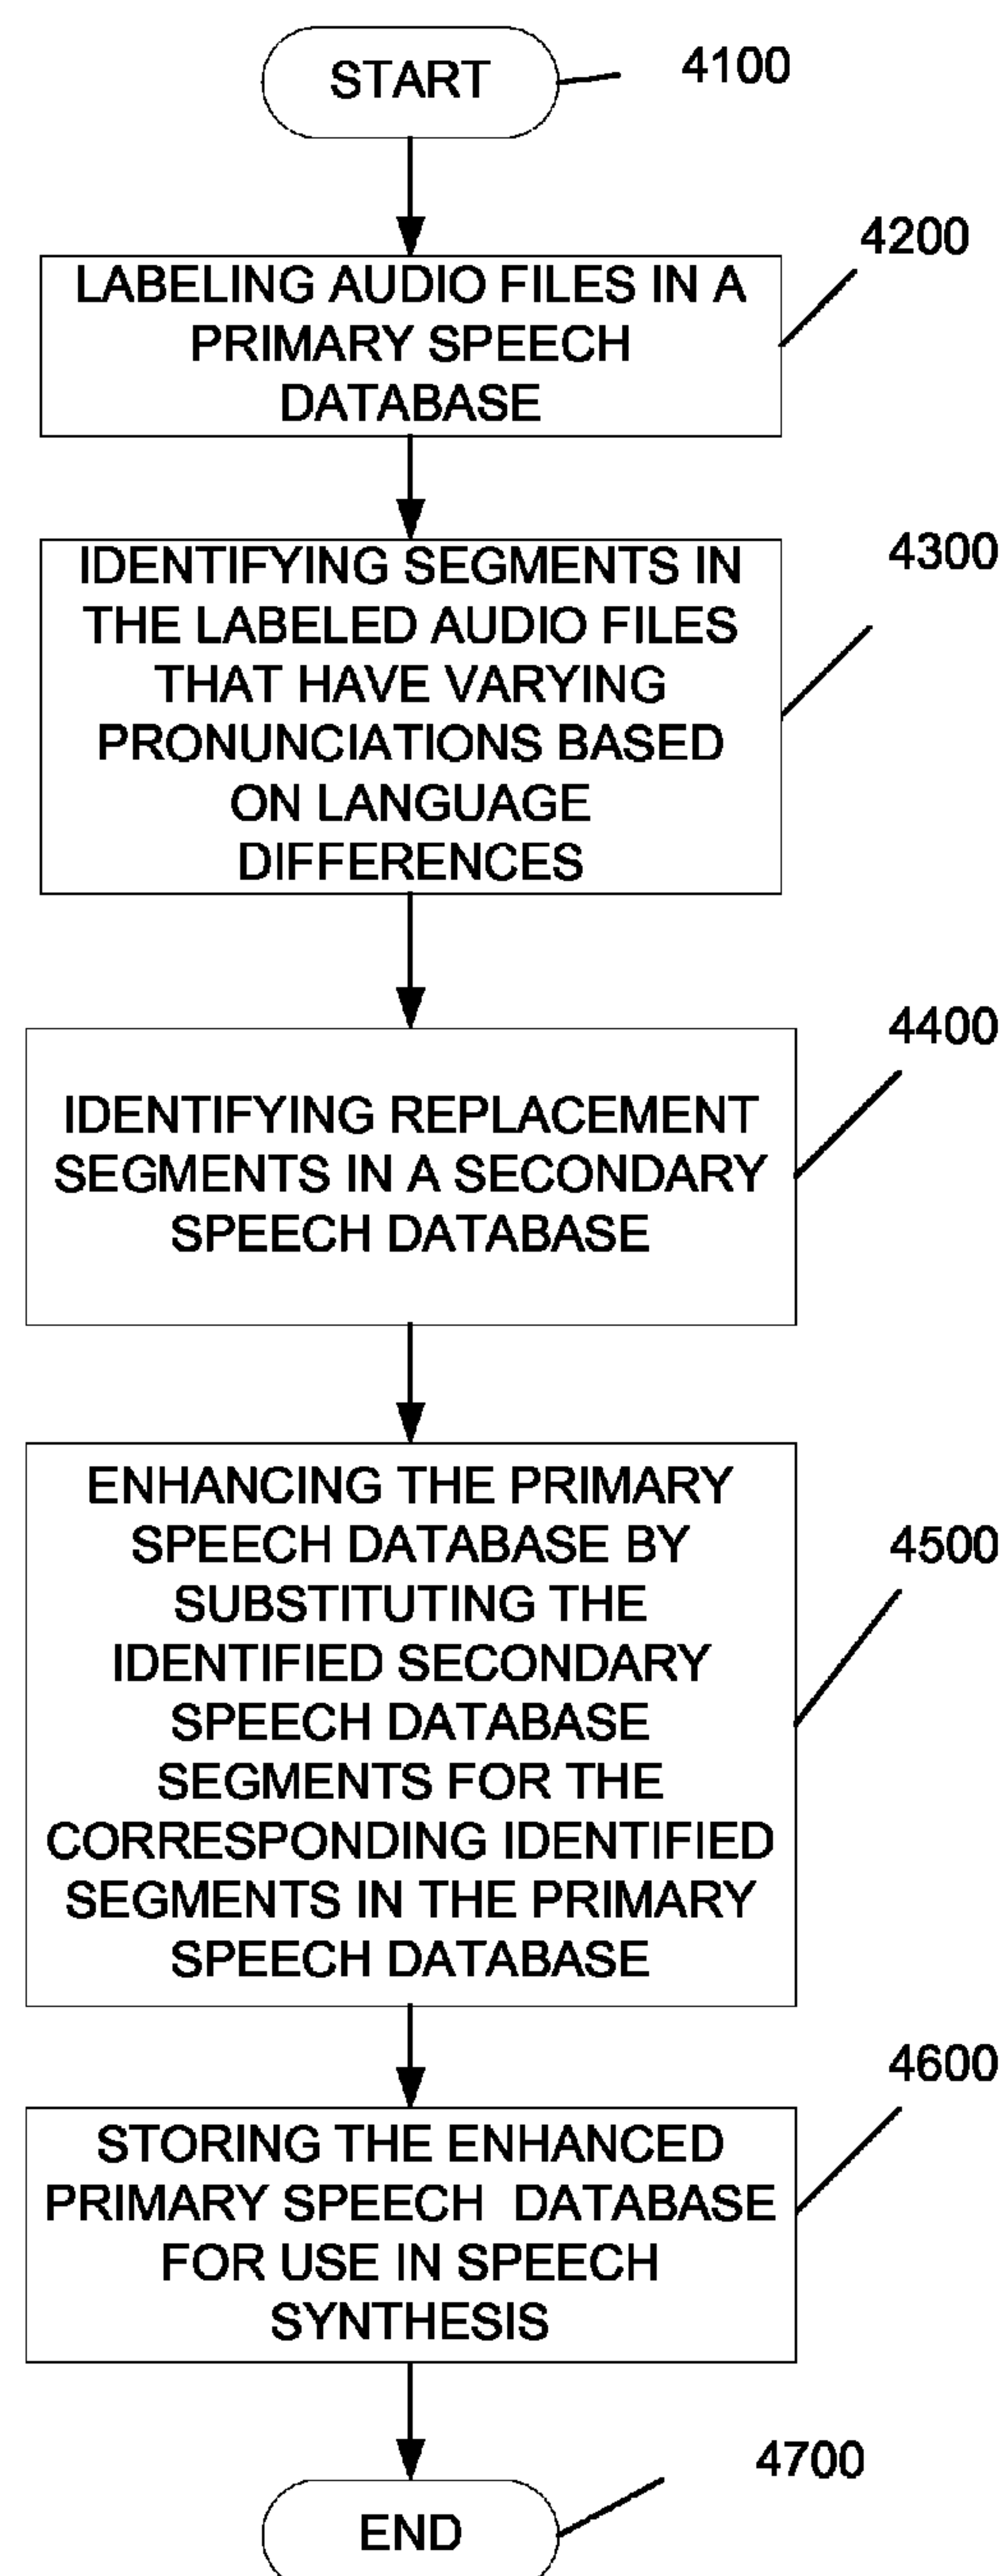 START
4100
4200
LABELING AUDIO FILES IN A
PRIMARY SPEECH
DATABASE
4300
IDENTIFYING SEGMENTS IN
THE LABELED AUDIO FILES
THAT HAVE VARYING
PRONUNCIATIONS BASED
ON LANGUAGE
DIFFERENCES
4400
IDENTIFYING REPLACEMENT
SEGMENTS IN A SECONDARY
SPEECH DATABASE
4500
ENHANCING THE PRIMARY
SPEECH DATABASE BY
SUBSTITUTING THE
IDENTIFIED SECONDARY
SPEECH DATABASE
SEGMENTS FOR THE
CORRESPONDING IDENTIFIED
SEGMENTS IN THE PRIMARY
SPEECH DATABASE
4600
STORING THE ENHANCED
PRIMARY SPEECH DATABASE
FOR USE IN SPEECH
SYNTHESIS
4700
END